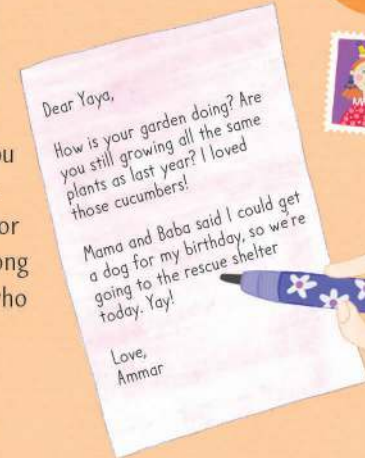 Dear Yaya,
How is your garden doing? Are
you still growing all the same
plants as last year? I loved
those cucumbers!
Mama and Baba said I could get
a dog for my birthday, so we're
going to the rescue shelter
today. Yay!
Love,
Ammar